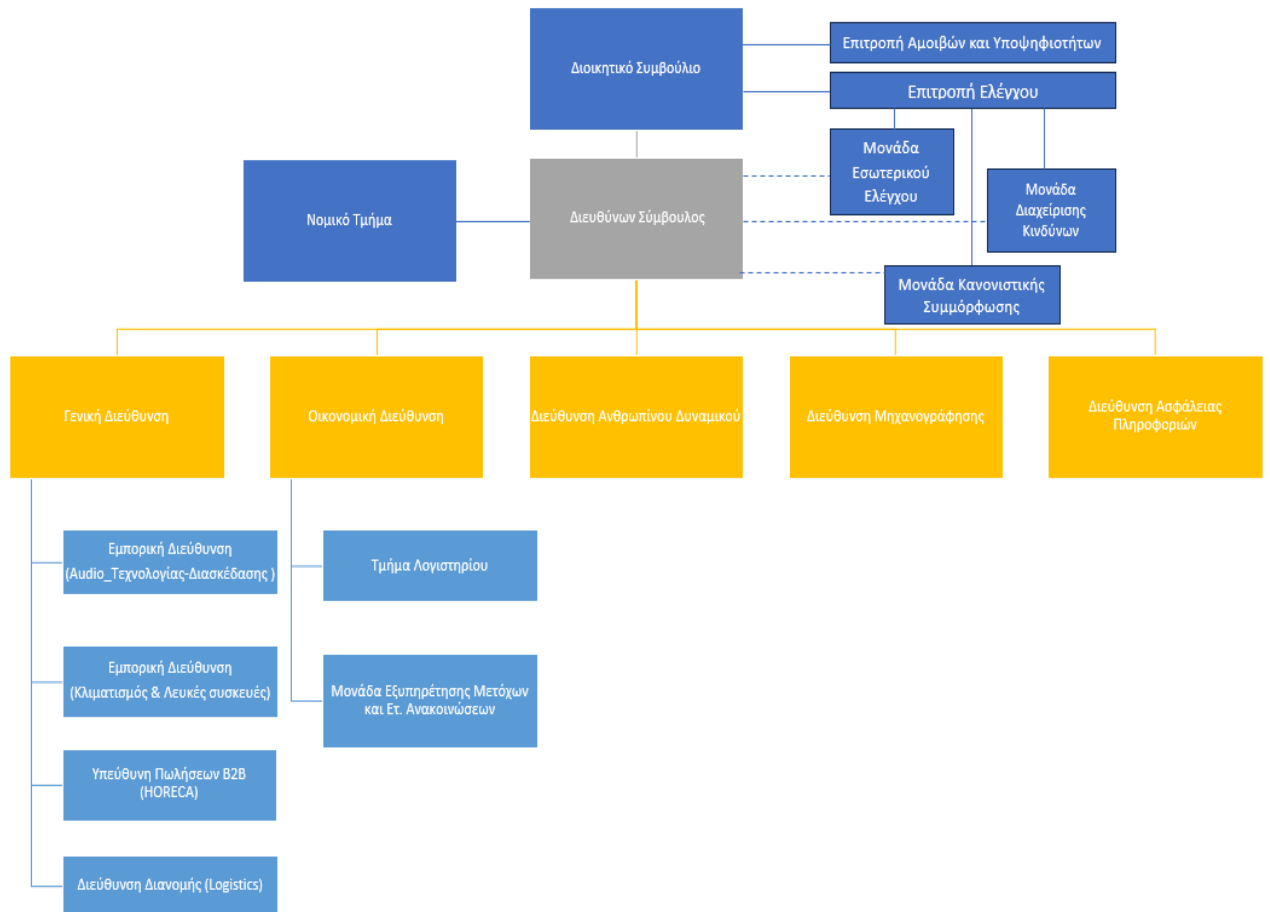 Διοικητικό Συμβούλιο
Επιτροπή Αμοιβών και Υποψηφιοτήτων
Επιτροπή Ελέγχου
Μονάδα
Εσωτερικού
Ελέγχου
Μονάδα
Διαχείρισης
Κινδύνων
Νομικό Τμήμα
Διευθύνων Σύμβουλος
Μονάδα Κανονιστικής
Συμμόρφωσης
Γενική Διεύθυνση
Οικονομική Διεύθυνση
Διεύθυνση Ανθρωπίνου Δυναμικού
Διεύθυνση Μηχανογράφησης
Διεύθυνση Ασφάλειας
Πληροφοριών
Εμπορική Διεύθυνση
(Audio_Τεχνολογίας-Διασκέδασης )
Εμπορική Διεύθυνση
(Κλιματισμός & Λευκές συσκευές)
Υπεύθυνη Πωλήσεων B2B
(HORECA)
Διεύθυνση Διανομής (Logistics)
Τμήμα Λογιστηρίου
Μονάδα Εξυπηρέτησης Μετόχων
και Ετ. Ανακοινώσεων